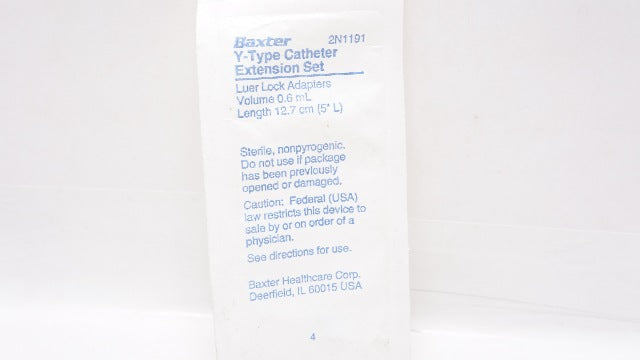 Baxter 2N1191
Y-Type Catheter
Extension Set
Luer Lock Adapters
Volume 0.6 mL
Length 12.7 cm (5" L)
Sterile, nonpyrogenic.
Do not use if package
has been previously
opened or damaged.
Caution: Federal (USA)
law restricts this device to
sale by or on order of a
physician.
See directions for use.
Baxter Healthcare Corp.
Deerfield, IL 60015 USA
4